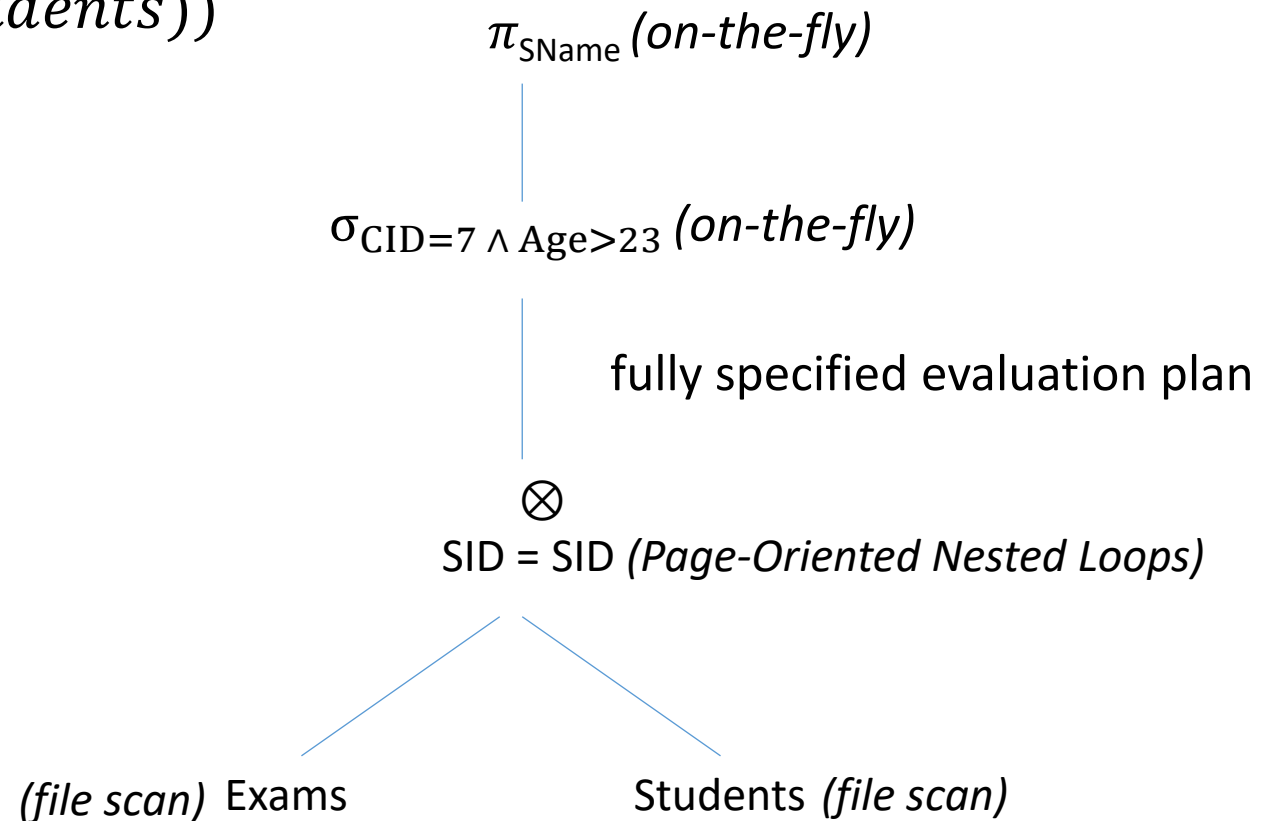 π_SName (on-the-fly)
σ_CID=7 ∧ Age>23 (on-the-fly)
fully specified evaluation plan
⊗
SID = SID (Page-Oriented Nested Loops)
(file scan) Exams Students (file scan)